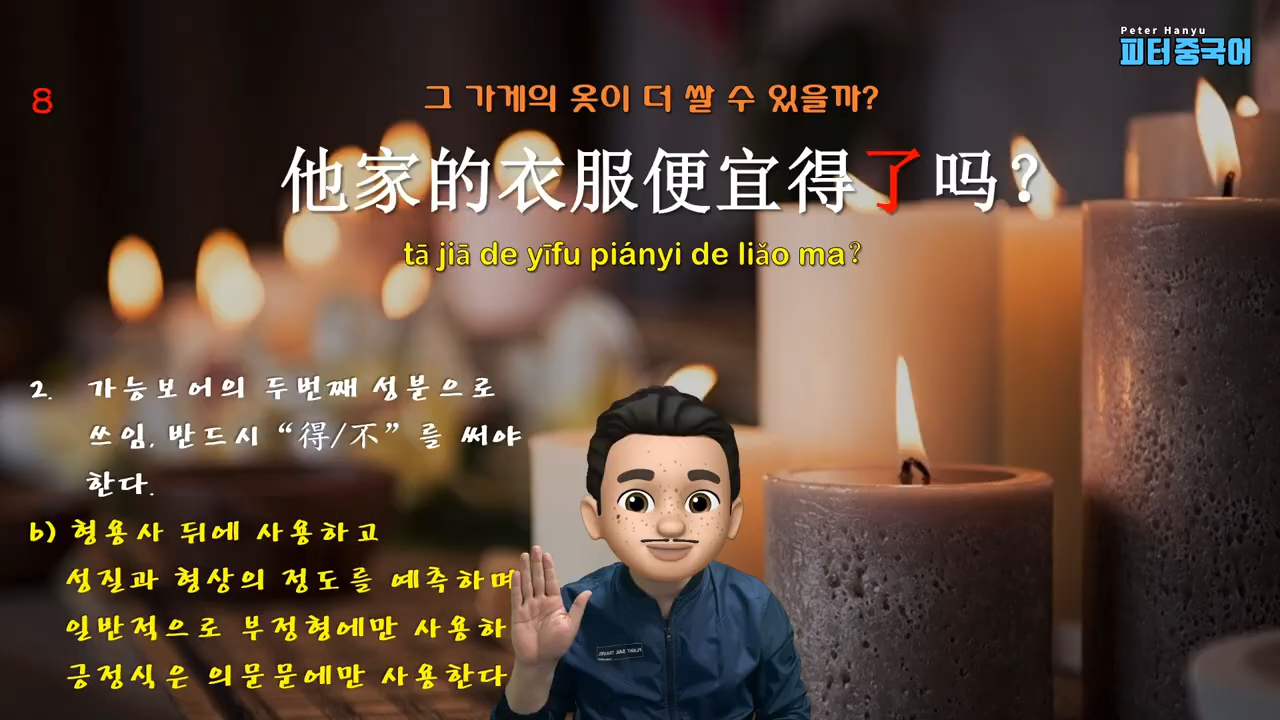 Peter Hanyu
피터 중국어
8
그 가게의 옷이 더 쌀 수 있을까?
他家的衣服便宜得了吗？
tā jiā de yīfu piányi de liǎo ma？
2. 가능보어의 두번째 성분으로
쓰임. 반드시 “得/不” 를 써야
한다.
b) 형용사 뒤에 사용하고
성질과 형상의 정도를 예측하며
일반적으로 부정형에만 사용하
긍정식은 의문문에만 사용한다